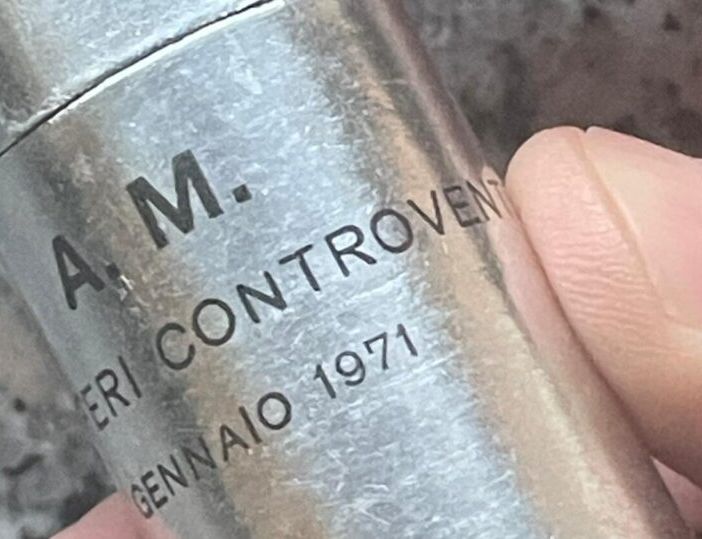 A. M.
ERI CONTROVENT
GENNAIO 1971